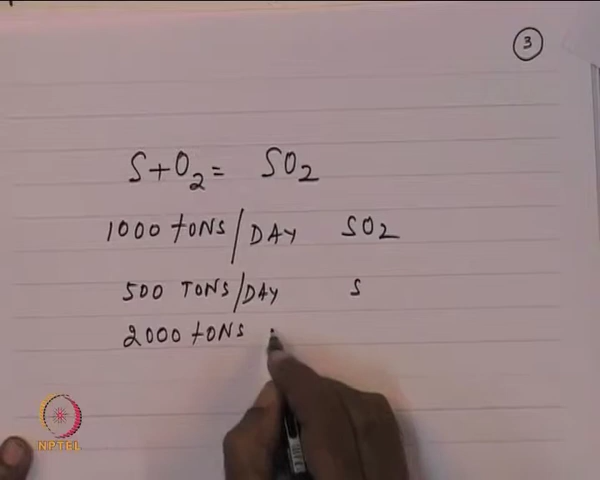 3
S + O2 = SO2
1000 TONS/DAY SO2
500 TONS/DAY S
2000 TONS
NPTEL